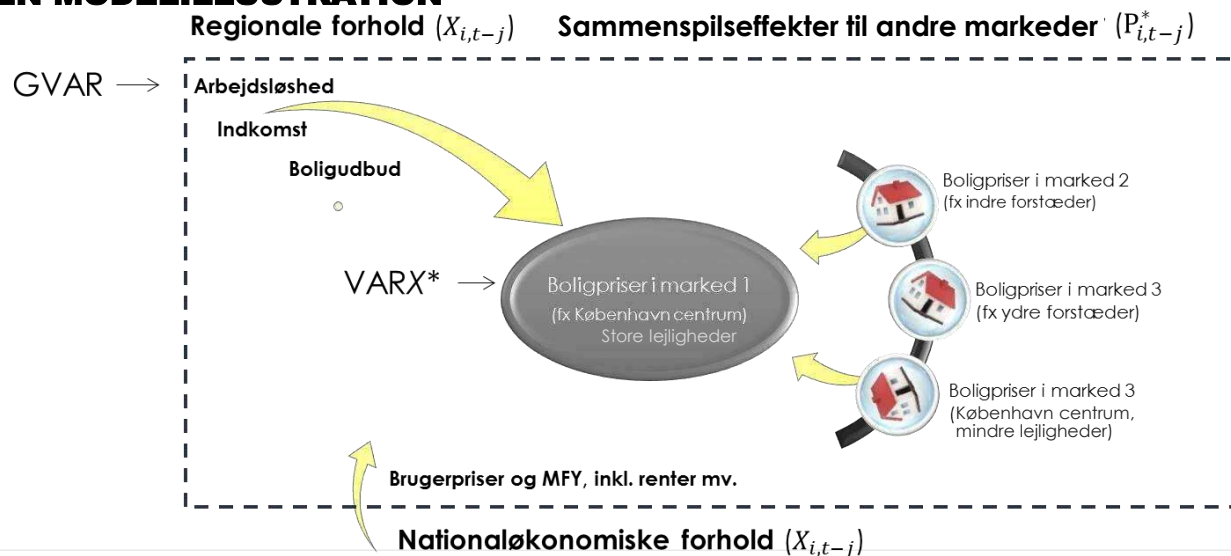 EN MODELILLUSTRATION
Regionale forhold (X_{i,t−j})
Sammenspilseffekter til andre markeder (P^*_{i,t−j})
GVAR →
Arbejdsløshed
Indkomst
Boligudbud
VARX* →
Boligpriser i marked 1
(fx København centrum)
Store lejligheder
Boligpriser i marked 2
(fx indre forstæder)
Boligpriser i marked 3
(fx ydre forstæder)
Boligpriser i marked 3
(København centrum,
mindre lejligheder)
Brugerpriser og MFY, inkl. renter mv.
Nationaløkonomiske forhold (X_{i,t−j})